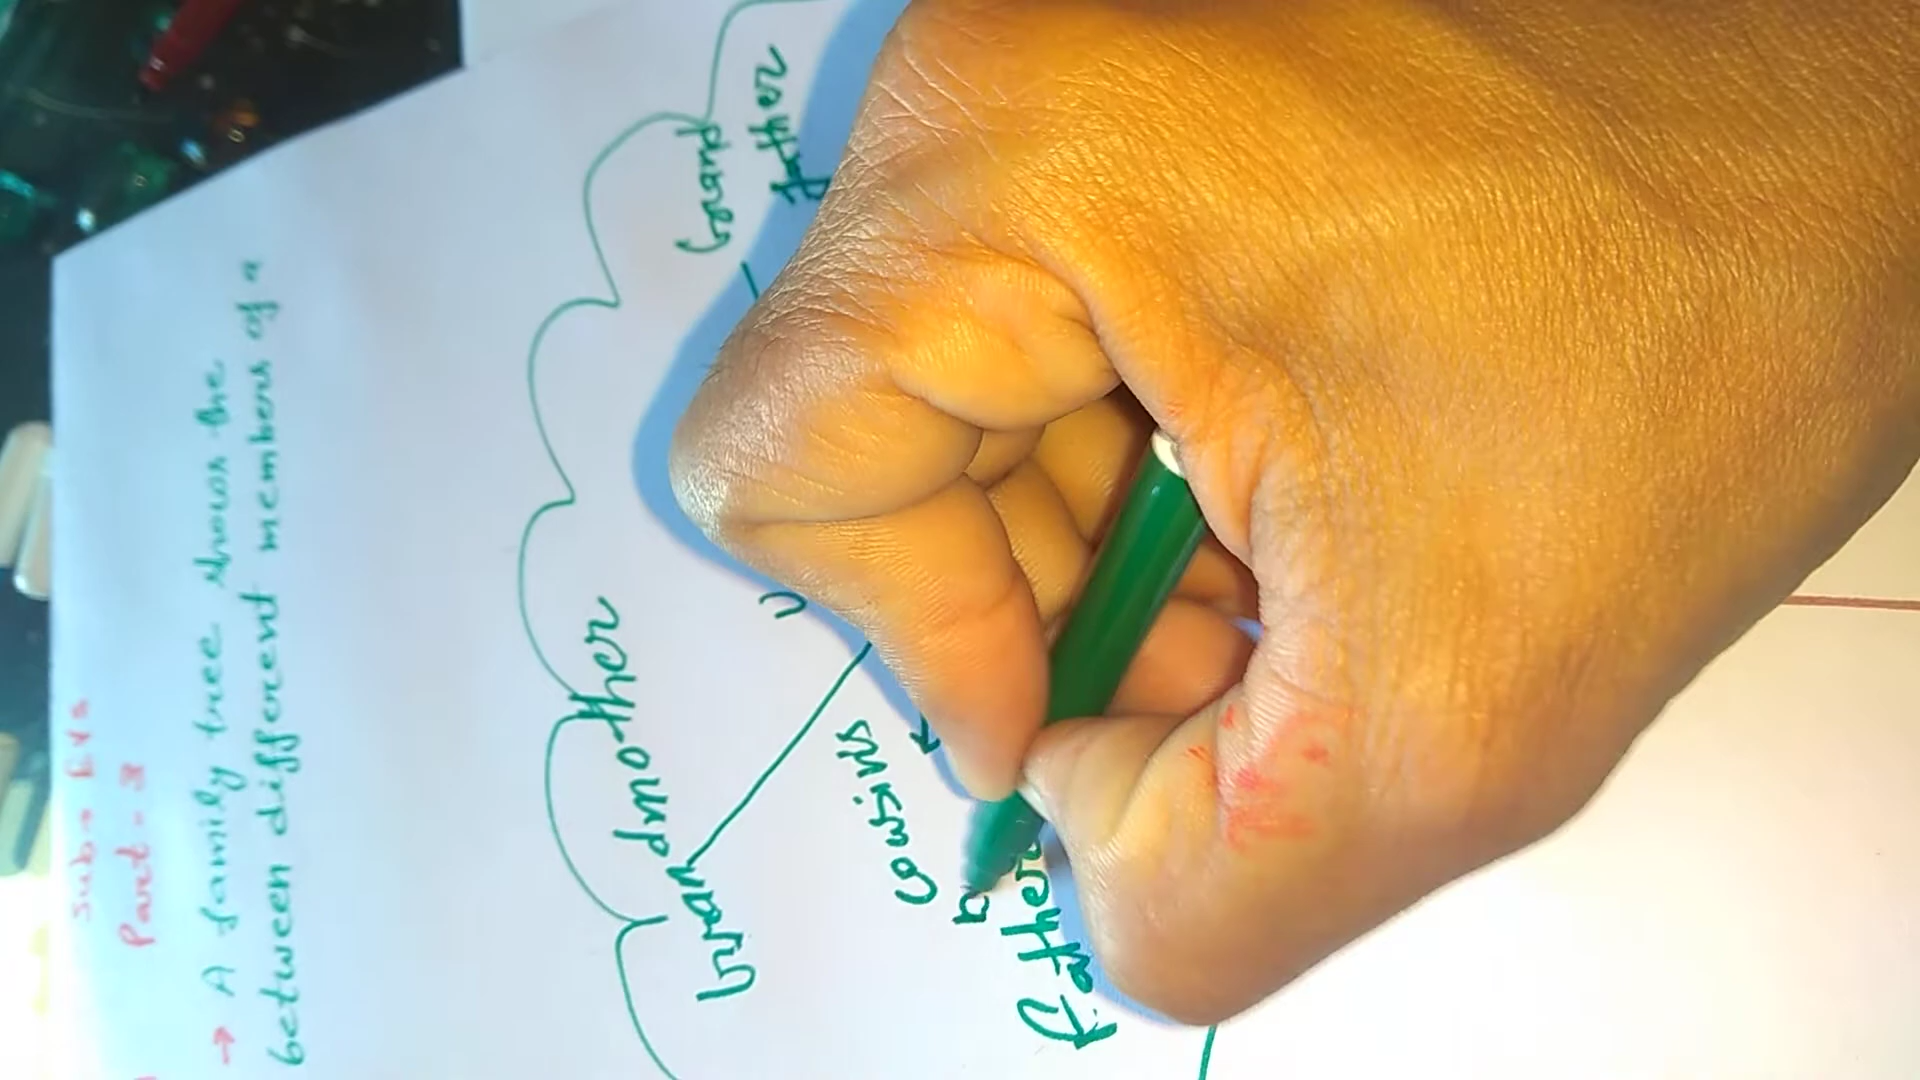 Sub → EVS
Part - 3
→ A family tree shows the
between different members of a
Grand
father
Grandmother
U
Cousins
a
Father